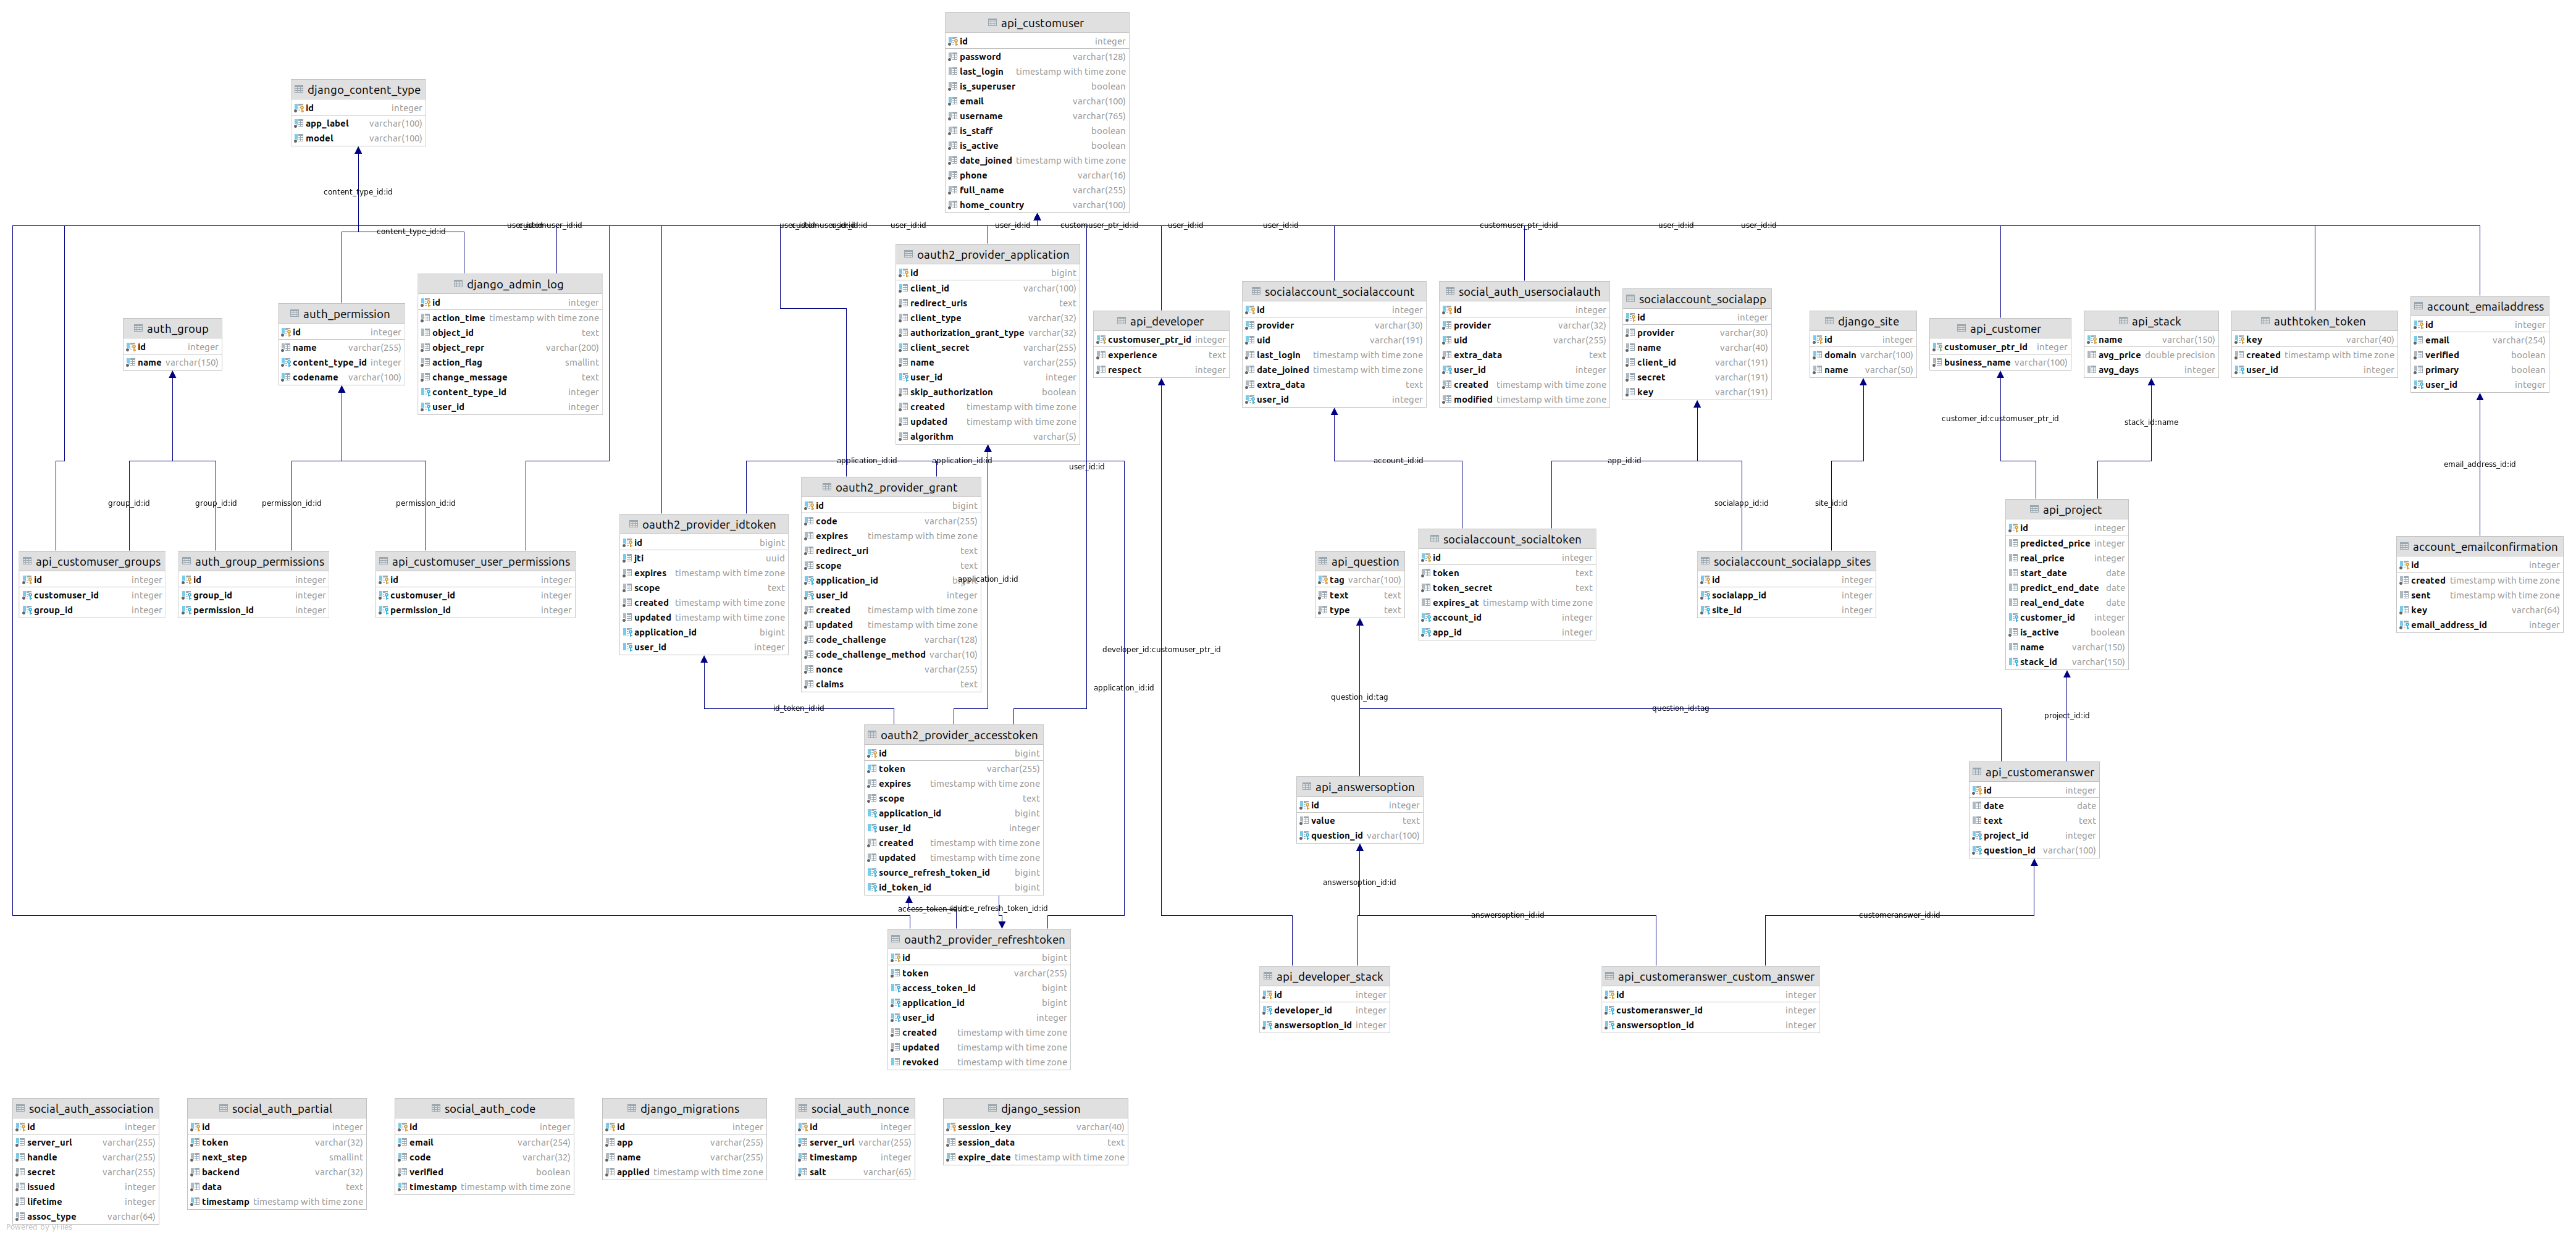 api_customuser
id integer
password varchar(128)
last_login timestamp with time zone
is_superuser boolean
email varchar(100)
username varchar(765)
is_staff boolean
is_active boolean
date_joined timestamp with time zone
phone varchar(16)
full_name varchar(255)
home_country varchar(100)
django_content_type
id integer
app_label varchar(100)
model varchar(100)
content_type_id:id
content_type_id:id
user_id:id
customuser_ptr_id:id
user_id:id
user_id:id
customuser_ptr_id:id
user_id:id
user_id:id
auth_group
id integer
name varchar(150)
auth_permission
id integer
name varchar(255)
content_type_id integer
codename varchar(100)
django_admin_log
id integer
action_time timestamp with time zone
object_id text
object_repr varchar(200)
action_flag smallint
change_message text
content_type_id integer
user_id integer
oauth2_provider_application
id bigint
client_id varchar(100)
redirect_uris text
client_type varchar(32)
authorization_grant_type varchar(32)
client_secret varchar(255)
name varchar(255)
user_id integer
skip_authorization boolean
created timestamp with time zone
updated timestamp with time zone
algorithm varchar(5)
api_developer
customuser_ptr_id integer
experience text
respect integer
socialaccount_socialaccount
id integer
provider varchar(30)
uid varchar(191)
last_login timestamp with time zone
date_joined timestamp with time zone
extra_data text
user_id integer
social_auth_usersocialauth
id integer
provider varchar(32)
uid varchar(255)
extra_data text
user_id integer
created timestamp with time zone
modified timestamp with time zone
socialaccount_socialapp
id integer
provider varchar(30)
name varchar(40)
client_id varchar(191)
secret varchar(191)
key varchar(191)
django_site
id integer
domain varchar(100)
name varchar(50)
api_customer
customuser_ptr_id integer
business_name varchar(100)
api_stack
name varchar(150)
avg_price double precision
avg_days integer
authtoken_token
key varchar(40)
created timestamp with time zone
user_id integer
account_emailaddress
id integer
email varchar(254)
verified boolean
primary boolean
user_id integer
customer_id:customuser_ptr_id
stack_id:name
application_id:id
application_id:id
user_id:id
account_id:id
app_id:id
email_address_id:id
group_id:id
group_id:id
permission_id:id
permission_id:id
socialapp_id:id
site_id:id
api_customuser_groups
id integer
customuser_id integer
group_id integer
auth_group_permissions
id integer
group_id integer
permission_id integer
api_customuser_user_permissions
id integer
customuser_id integer
permission_id integer
oauth2_provider_idtoken
id bigint
jti uuid
expires timestamp with time zone
scope text
created timestamp with time zone
updated timestamp with time zone
application_id bigint
user_id integer
oauth2_provider_grant
id bigint
code varchar(255)
expires timestamp with time zone
redirect_uri text
scope text
application_id
application_id:id
user_id integer
created timestamp with time zone
updated timestamp with time zone
code_challenge varchar(128)
code_challenge_method varchar(10)
nonce varchar(255)
claims text
api_question
tag varchar(100)
text text
type text
socialaccount_socialtoken
id integer
token text
token_secret text
expires_at timestamp with time zone
account_id integer
app_id integer
socialaccount_socialapp_sites
id integer
socialapp_id integer
site_id integer
api_project
id integer
predicted_price integer
real_price integer
start_date date
predict_end_date date
real_end_date date
customer_id integer
is_active boolean
name varchar(150)
stack_id varchar(150)
account_emailconfirmation
id integer
created timestamp with time zone
sent timestamp with time zone
key varchar(64)
email_address_id integer
developer_id:customuser_ptr_id
application_id:id
question_id:tag
question_id:tag
project_id:id
id_token_id:id
oauth2_provider_accesstoken
id bigint
token varchar(255)
expires timestamp with time zone
scope text
application_id bigint
user_id integer
created timestamp with time zone
updated timestamp with time zone
source_refresh_token_id bigint
id_token_id bigint
api_answersoption
id integer
value text
question_id varchar(100)
api_customeranswer
id integer
date date
text text
project_id integer
question_id varchar(100)
answersoption_id:id
answersoption_id:id
customeranswer_id:id
oauth2_provider_refreshtoken
id bigint
token varchar(255)
access_token_id bigint
application_id bigint
user_id integer
created timestamp with time zone
updated timestamp with time zone
revoked timestamp with time zone
api_developer_stack
id integer
developer_id integer
answersoption_id integer
api_customeranswer_custom_answer
id integer
customeranswer_id integer
answersoption_id integer
social_auth_association
id integer
server_url varchar(255)
handle varchar(255)
secret varchar(255)
issued integer
lifetime integer
assoc_type varchar(64)
social_auth_partial
id integer
token varchar(32)
next_step smallint
backend varchar(32)
data text
timestamp timestamp with time zone
social_auth_code
id integer
email varchar(254)
code varchar(32)
verified boolean
timestamp timestamp with time zone
django_migrations
id integer
app varchar(255)
name varchar(255)
applied timestamp with time zone
social_auth_nonce
id integer
server_url varchar(255)
timestamp integer
salt varchar(65)
django_session
session_key varchar(40)
session_data text
expire_date timestamp with time zone
Powered by yFiles